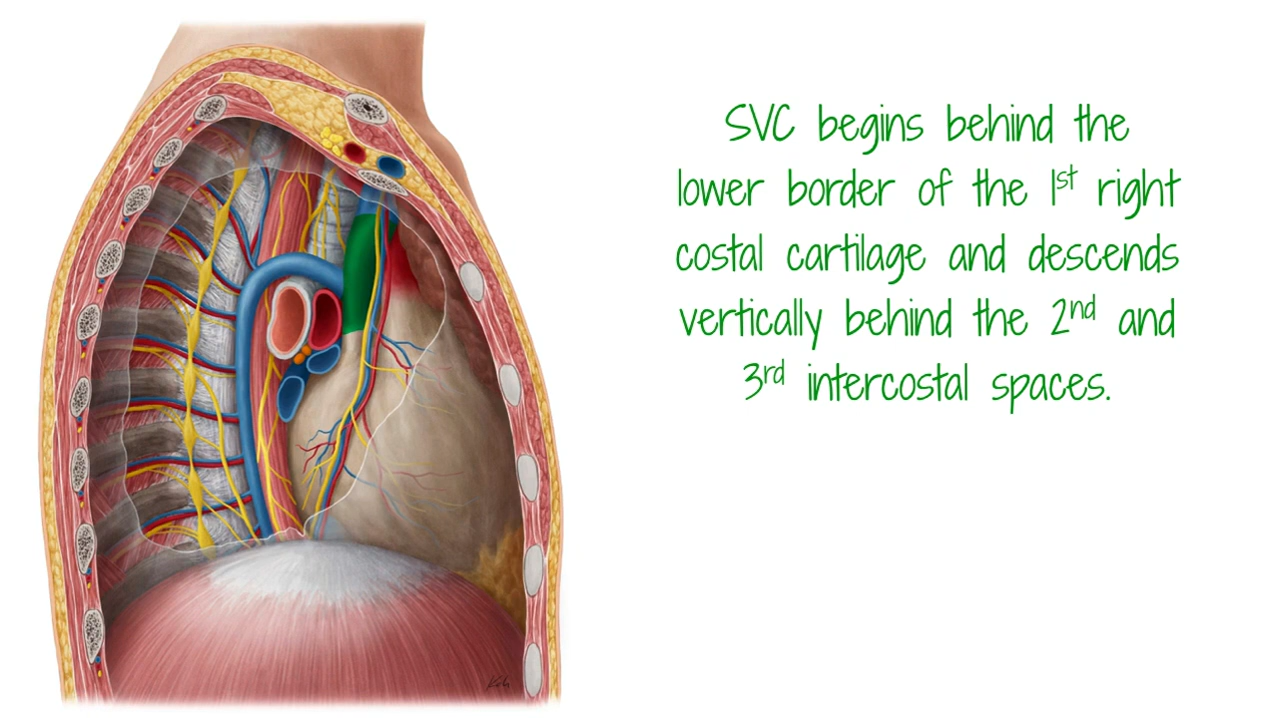 SVC begins behind the
lower border of the 1st right
costal cartilage and descends
vertically behind the 2nd and
3rd intercostal spaces.